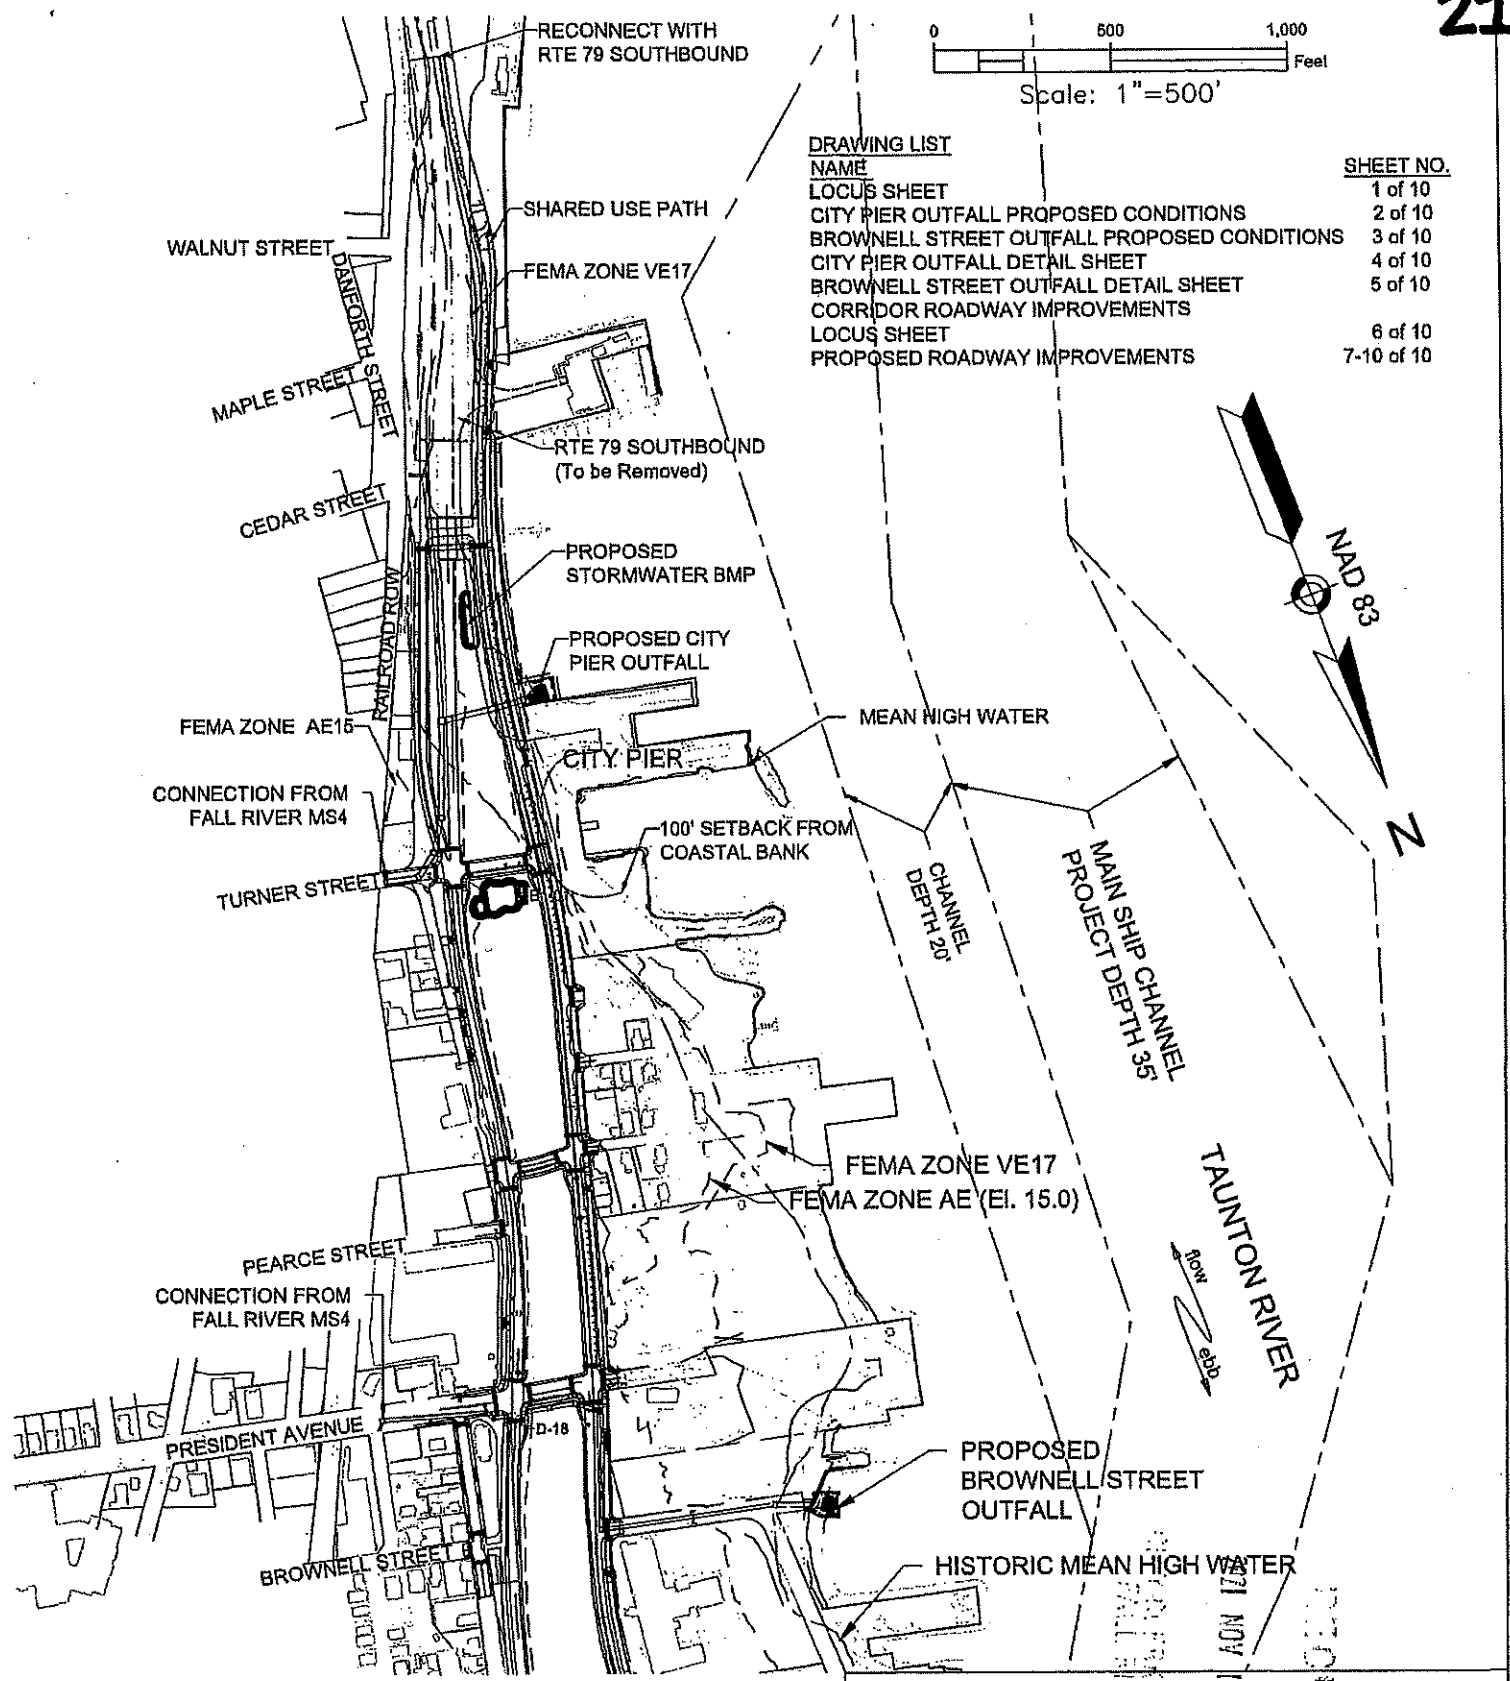 21
RECONNECT WITH
RTE 79 SOUTHBOUND
0 500 1,000
Feet
Scale: 1"=500'
DRAWING LIST
NAME SHEET NO.
LOCUS SHEET 1 of 10
CITY PIER OUTFALL PROPOSED CONDITIONS 2 of 10
BROWNELL STREET OUTFALL PROPOSED CONDITIONS 3 of 10
CITY PIER OUTFALL DETAIL SHEET 4 of 10
BROWNELL STREET OUTFALL DETAIL SHEET 5 of 10
CORRIDOR ROADWAY IMPROVEMENTS
LOCUS SHEET 6 of 10
PROPOSED ROADWAY IMPROVEMENTS 7-10 of 10
SHARED USE PATH
WALNUT STREET
DANFORTH STREET
FEMA ZONE VE17
MAPLE STREET
RTE 79 SOUTHBOUND
(To be Removed)
CEDAR STREET
NAD 83
N
PROPOSED
STORMWATER BMP
RAILROAD ROW
PROPOSED CITY
PIER OUTFALL
FEMA ZONE AE15
MEAN HIGH WATER
CITY PIER
CONNECTION FROM
FALL RIVER MS4
100' SETBACK FROM
COASTAL BANK
TURNER STREET
CHANNEL
DEPTH 20'
MAIN SHIP CHANNEL
PROJECT DEPTH 35'
FEMA ZONE VE17
FEMA ZONE AE (El. 15.0)
TAUNTON RIVER
flow
ebb
PEARCE STREET
CONNECTION FROM
FALL RIVER MS4
PRESIDENT AVENUE
D-18
PROPOSED
BROWNELL STREET
OUTFALL
BROWNELL STREET
HISTORIC MEAN HIGH WATER
NOV